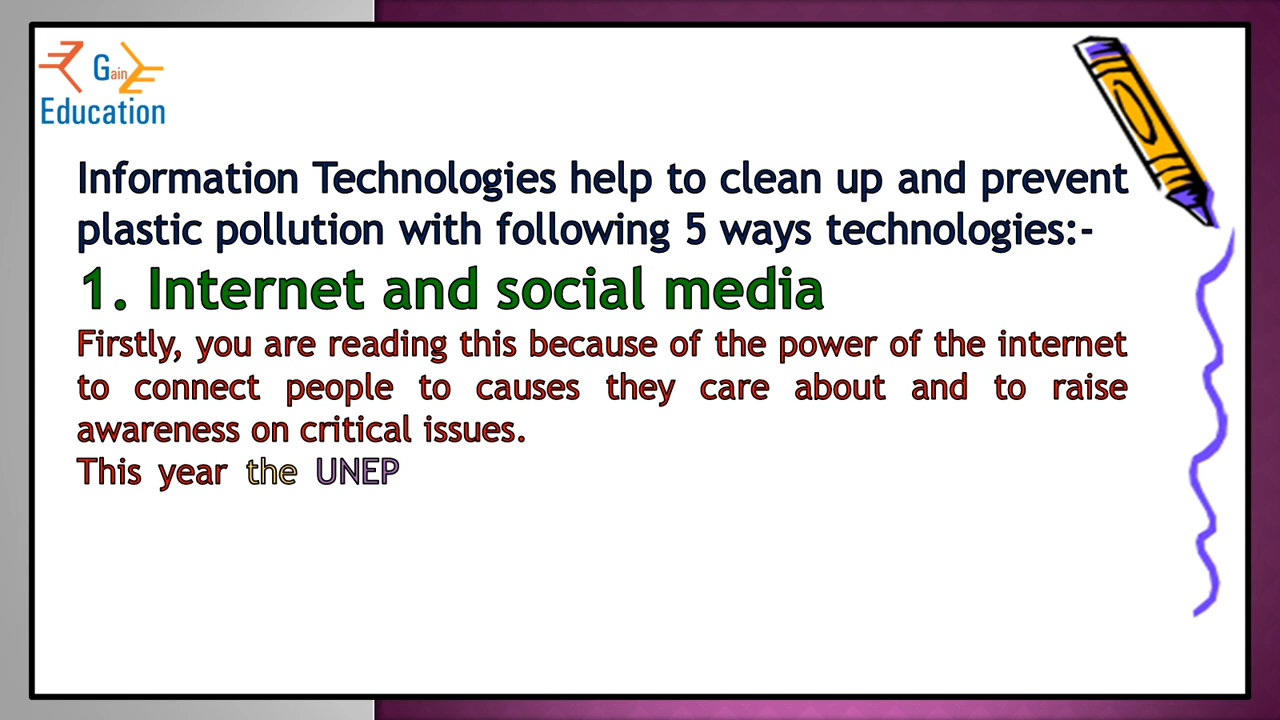 Gain
Education
Information Technologies help to clean up and prevent
plastic pollution with following 5 ways technologies:-
1. Internet and social media
Firstly, you are reading this because of the power of the internet
to connect people to causes they care about and to raise
awareness on critical issues.
This year the UNEP